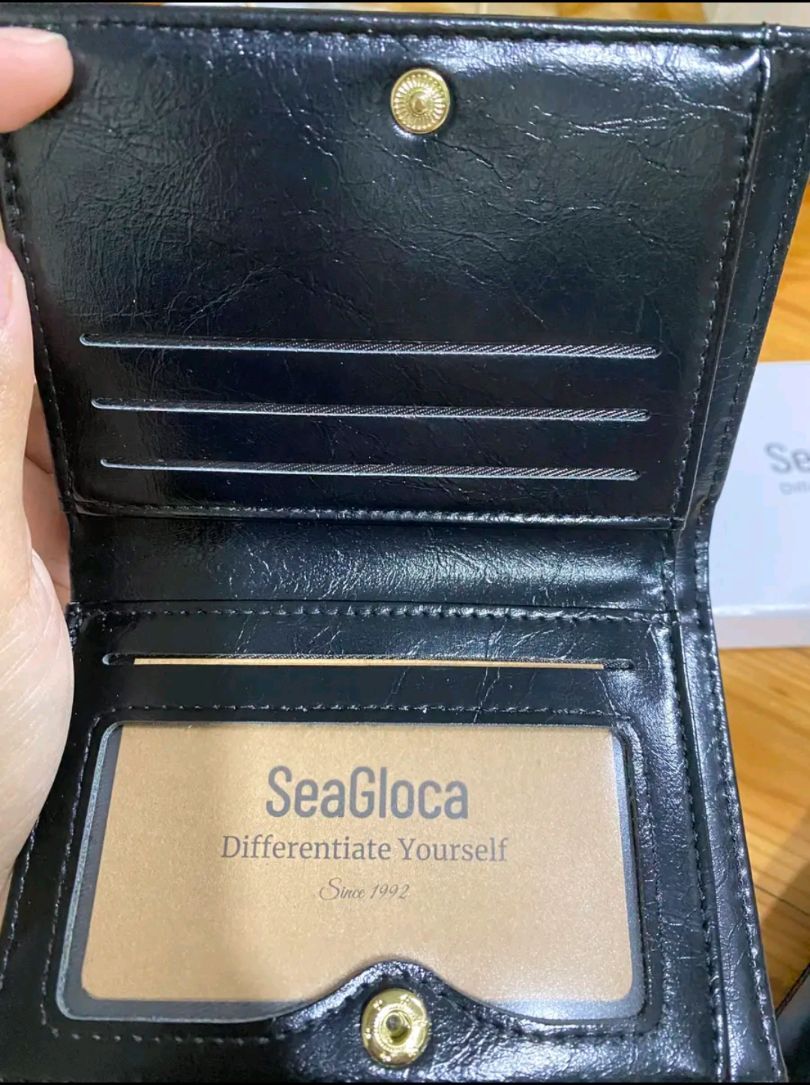 SeaGloca
Differentiate Yourself
Since 1992